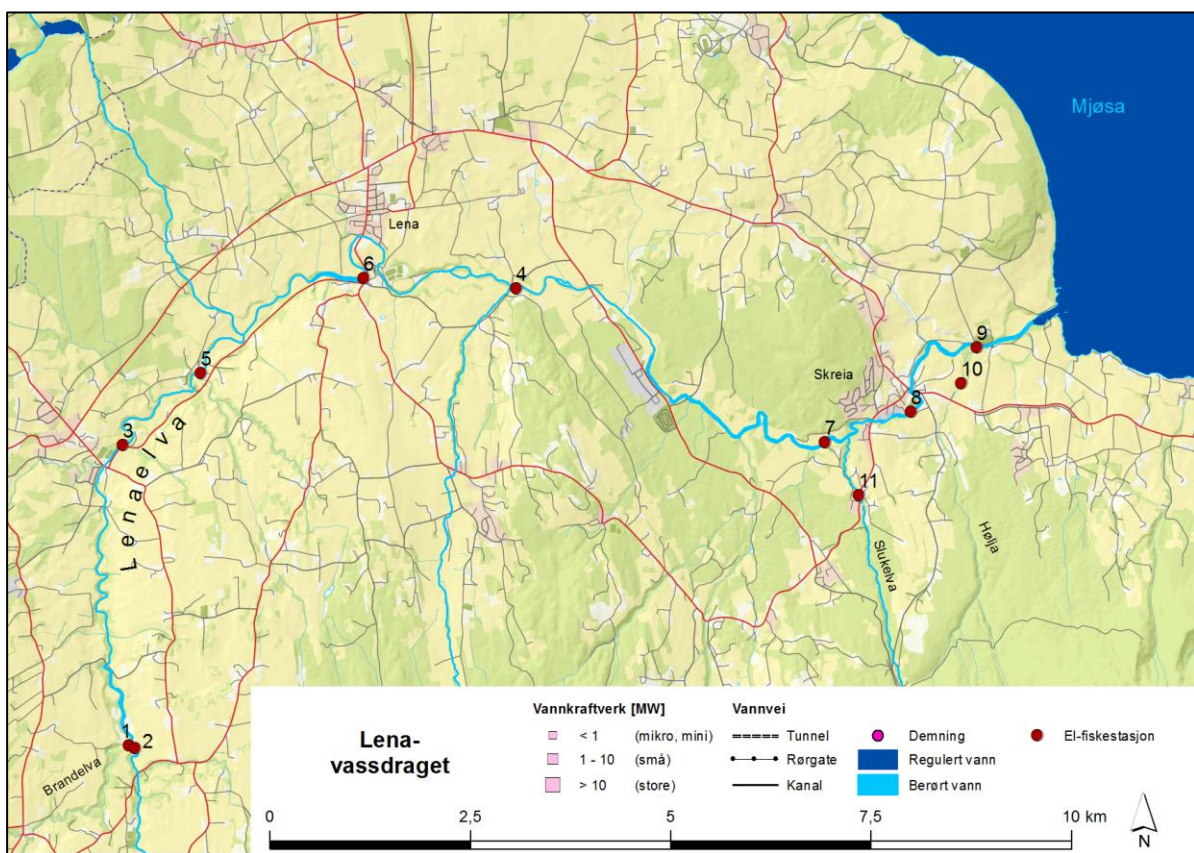 Mjøsa
Lena
6
4
5
9
10
Skreia
8
3
7
Lenaelva
11
Slukelva
Hølja
1
2
Brandelva
Lena-
vassdraget
Vannkraftverk [MW]
< 1 (mikro, mini)
1 - 10 (små)
> 10 (store)
Vannvei
Tunnel
Rørgate
Kanal
Demning
Regulert vann
Berørt vann
El-fiskestasjon
0 2,5 5 7,5 10 km
N